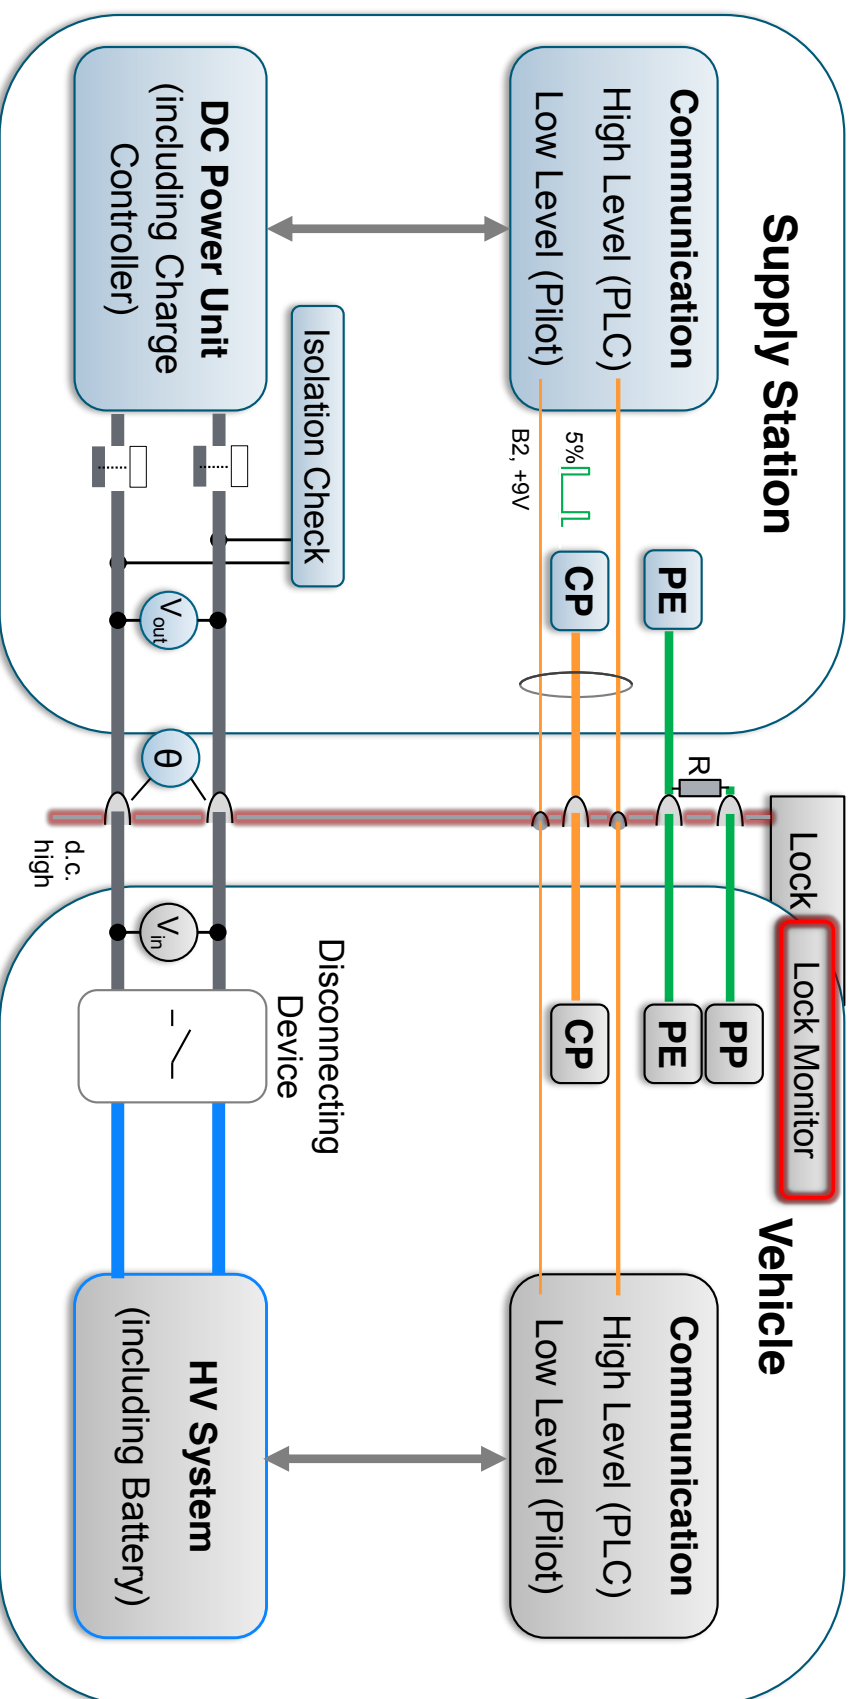 Supply Station
Vehicle
Lock
Lock Monitor
Communication
High Level (PLC)
Low Level (Pilot)
5%
B2, +9V
PE
CP
R
PP
PE
CP
Communication
High Level (PLC)
Low Level (Pilot)
Isolation Check
DC Power Unit
(including Charge
Controller)
Vout
θ
d.c.
high
Vin
Disconnecting
Device
HV System
(including Battery)